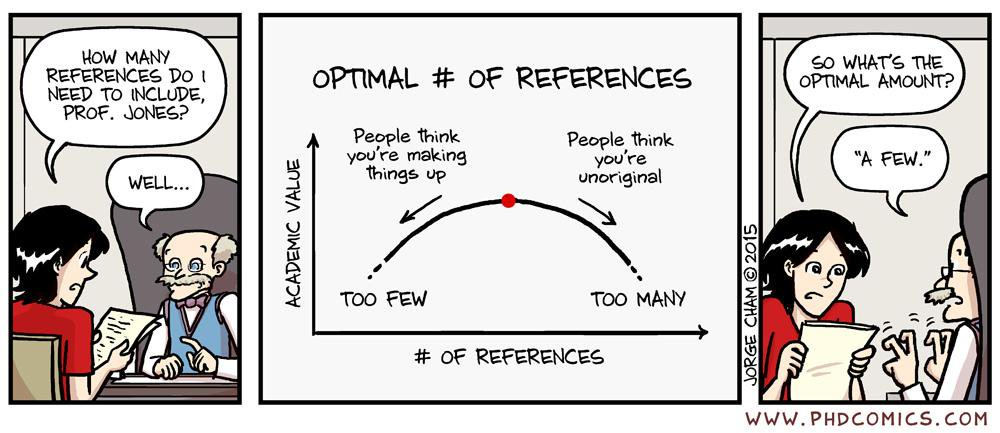 HOW MANY
REFERENCES DO I
NEED TO INCLUDE,
PROF. JONES?
WELL...
OPTIMAL # OF REFERENCES
People think
you're making
things up
People think
you're
unoriginal
ACADEMIC VALUE
TOO FEW
TOO MANY
# OF REFERENCES
SO WHAT'S THE
OPTIMAL AMOUNT?
"A FEW."
JORGE CHAM © 2015
WWW.PHDCOMICS.COM